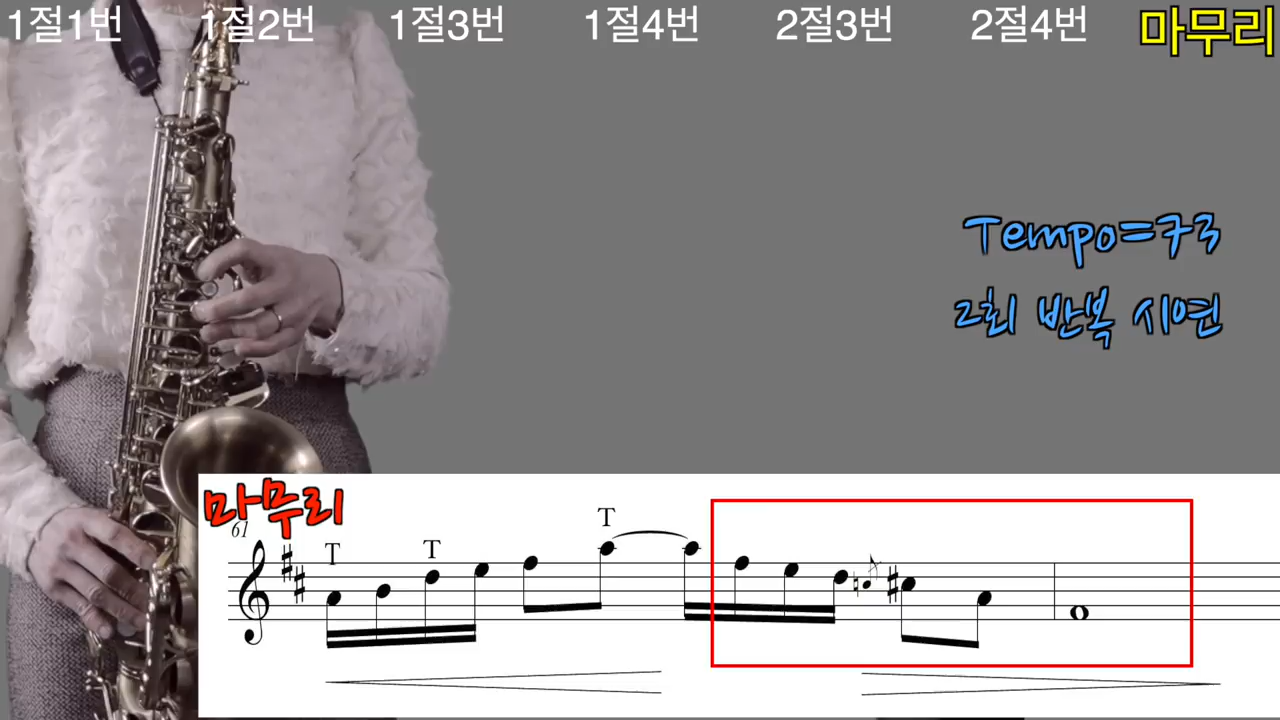 1절1번 1절2번 1절3번 1절4번 2절3번 2절4번 마무리
Tempo=73
2회 반복 시연
마무리
61
T T T